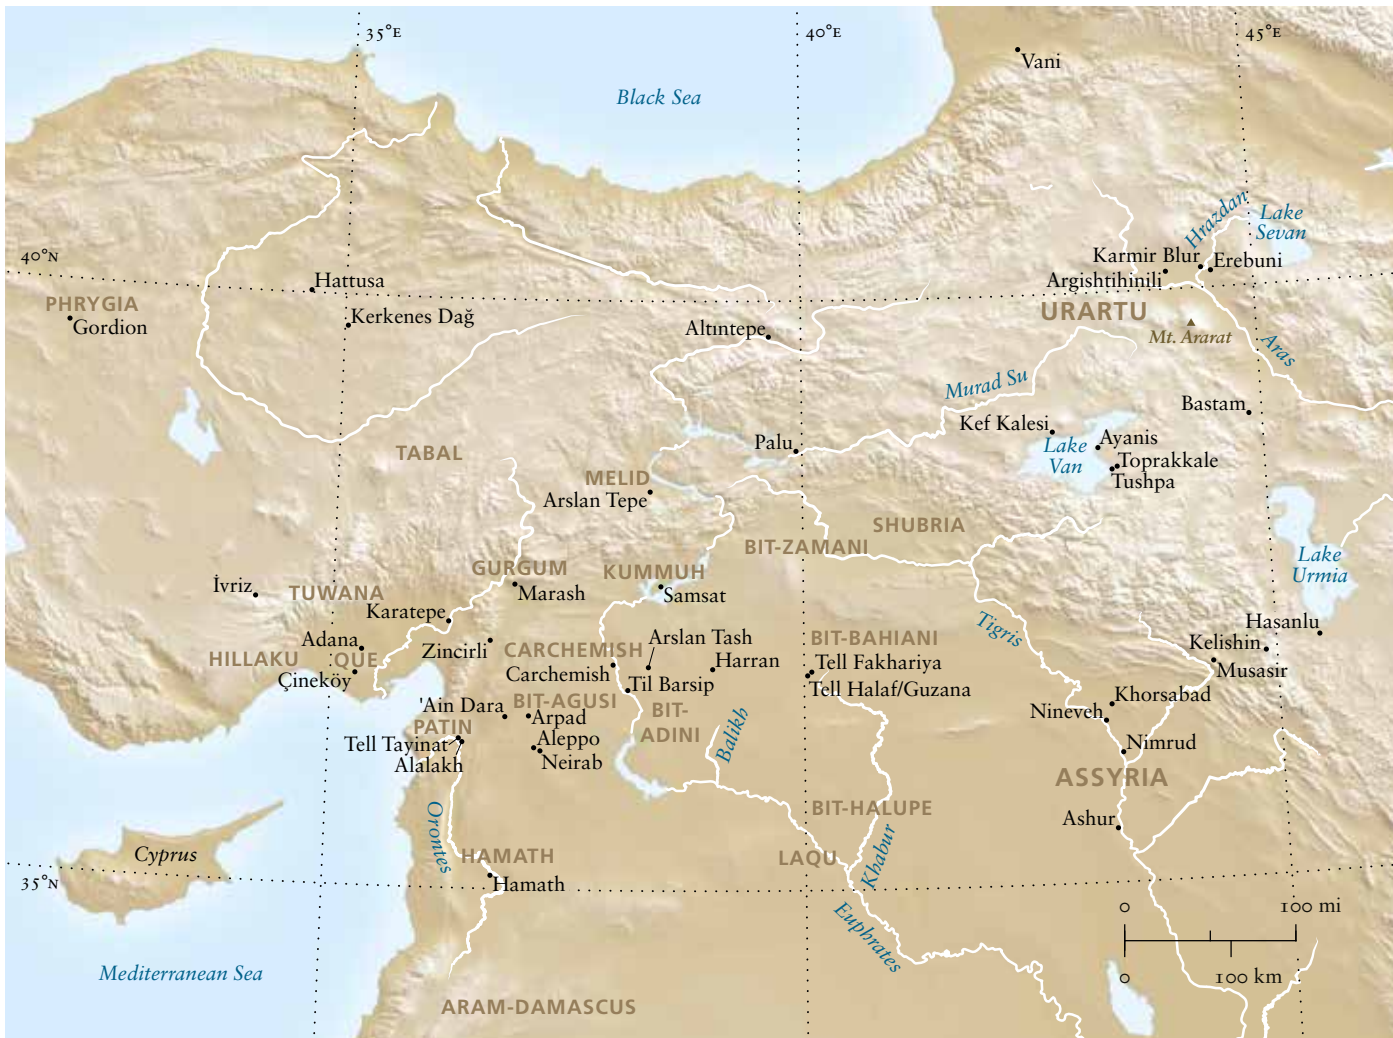 35°E
40°E
45°E
Vani
Black Sea
Hrazdan
Lake
Sevan
Karmir Blur
Erebuni
Argishtihinili
40°N
Hattusa
PHRYGIA
Gordion
Kerkenes Dağ
Altıntepe
URARTU
Mt. Ararat
Aras
Murad Su
Bastam
Kef Kalesi
Lake
Van
Ayanis
Toprakkale
Tushpa
Palu
TABAL
MELID
Arslan Tepe
SHUBRIA
BIT-ZAMANI
Lake
Urmia
GURGUM
KUMMUH
Marash
Samsat
İvriz
TUWANA
Karatepe
Tigris
Hasanlu
Kelishin
Musasir
Adana
HILLAKU
QUE
Çineköy
Zincirli
CARCHEMISH
Carchemish
Arslan Tash
Harran
Til Barsip
BIT-BAHIANI
Tell Fakhariya
Tell Halaf/Guzana
Khorsabad
Nineveh
Nimrud
'Ain Dara
BIT-AGUSI
Arpad
BIT-
ADINI
Balikh
PATIN
Tell Tayinat
Alalakh
Aleppo
Neirab
ASSYRIA
Ashur
BIT-HALUPE
Orontes
HAMATH
Hamath
LAQU
Khabur
Euphrates
Cyprus
35°N
Mediterranean Sea
ARAM-DAMASCUS
0
100 mi
0
100 km